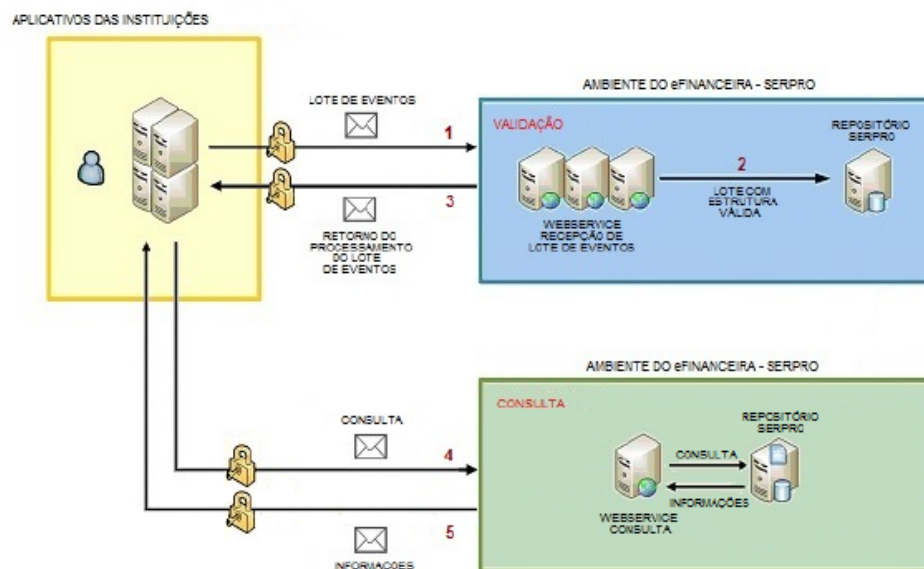 APLICATIVOS DAS INSTITUIÇÕES
AMBIENTE DO eFINANCEIRA - SERPRO
LOTE DE EVENTOS
1
VALIDAÇÃO
REPOSITÓRIO
SERPRO
2
LOTE COM
ESTRUTURA
VÁLIDA
3
WEBSERVICE
RECEPÇÃO DE
LOTE DE EVENTOS
RETORNO DO
PROCESSAMENTO
DO LOTE
DE EVENTOS
AMBIENTE DO eFINANCEIRA - SERPRO
CONSULTA
CONSULTA
REPOSITÓRIO
SERPRO
4
CONSULTA
INFORMAÇÕES
WEBSERVICE
CONSULTA
5
INFORMAÇÕES